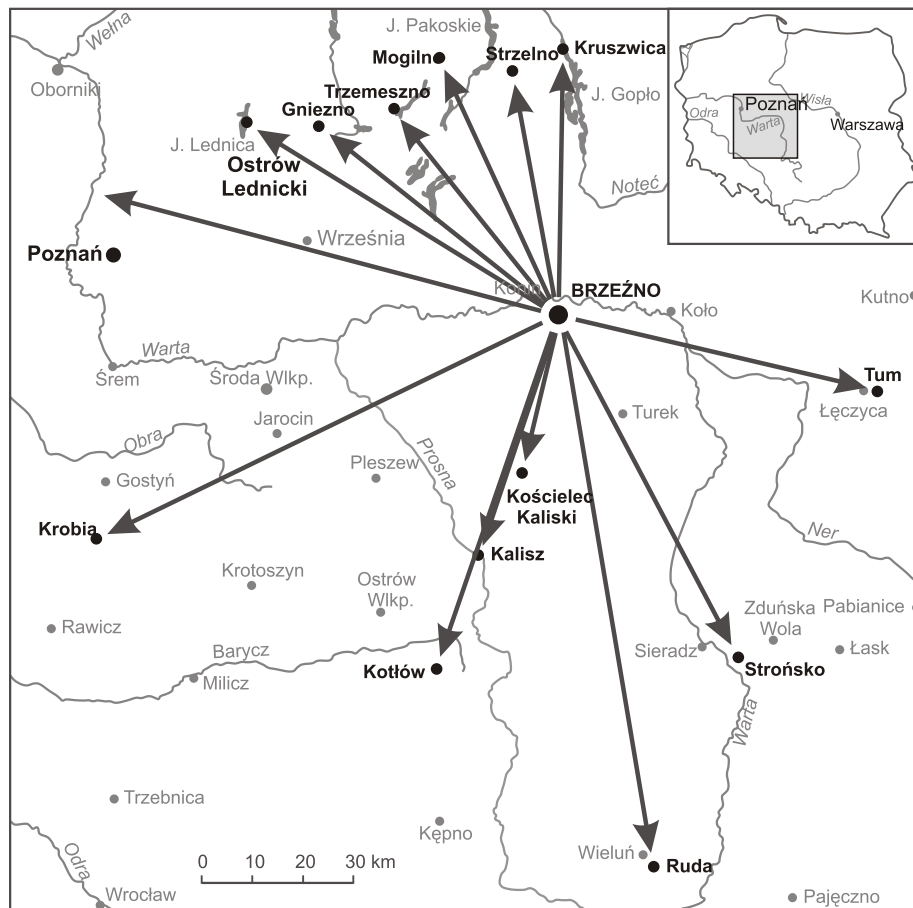 Wełna
J. Pakoskie
Mogiln
Strzelno
Kruszwica
Oborniki
Trzemeszno
Gniezno
J. Gopło
J. Lednica
Ostrów
Lednicki
Noteć
Poznań
Wisła
Odra
Warta
Warszawa
Września
Poznań
Konin
BRZEŹNO
Koło
Kutno
Warta
Śrem
Środa Wlkp.
Tum
Łęczyca
Jarocin
Turek
Obra
Prosna
Pleszew
Gostyń
Kościelec
Kaliski
Krobia
Kalisz
Ner
Krotoszyn
Ostrów
Wlkp.
Zduńska
Wola
Pabianice
Rawicz
Barycz
Sieradz
Łask
Milicz
Kotłów
Strońsko
Warta
Trzebnica
Kępno
Wieluń
Ruda
Odra
0 10 20 30 km
Wrocław
Pajęczno